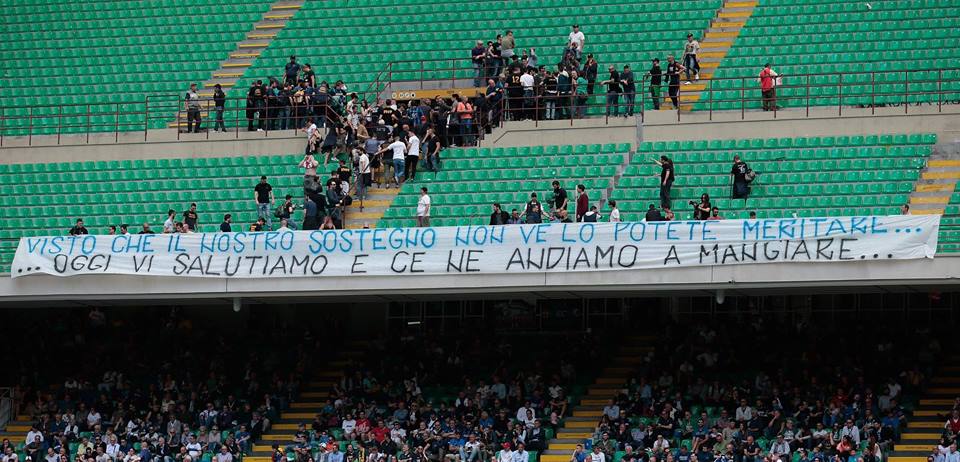 VISTO CHE IL NOSTRO SOSTEGNO NON VE LO POTETE MERITARE...
...OGGI VI SALUTIAMO E CE NE ANDIAMO A MANGIARE...